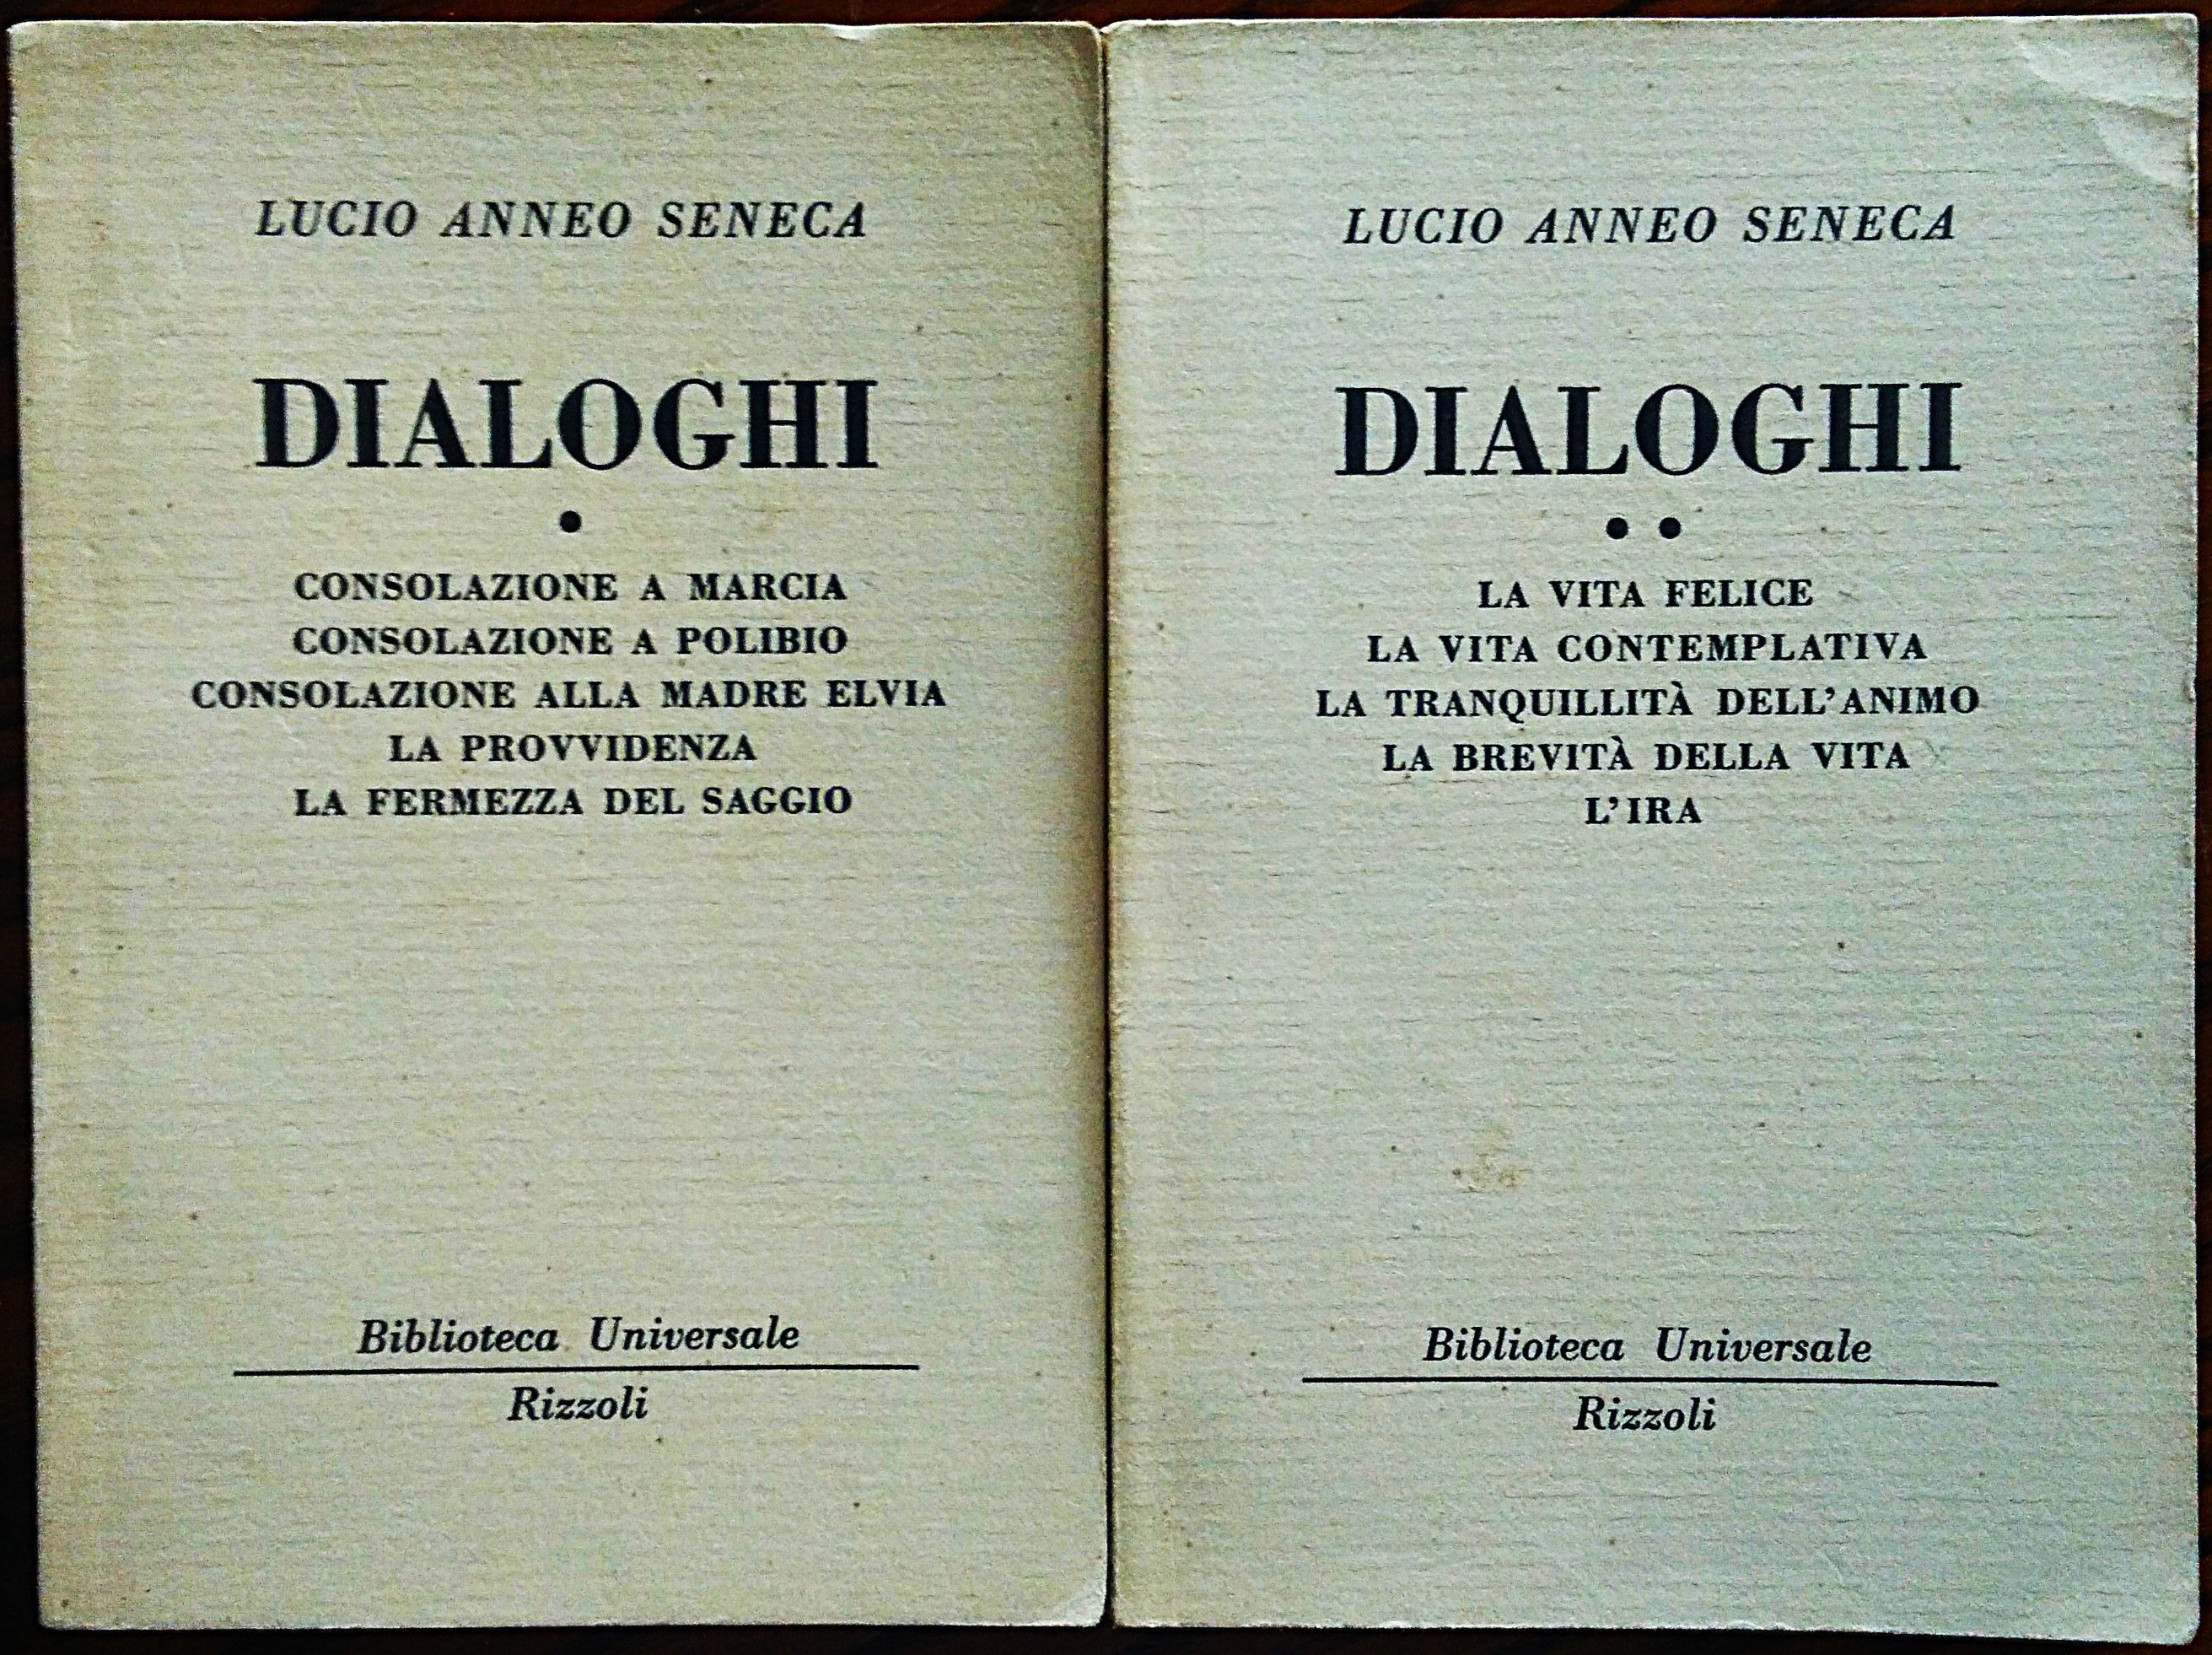 LUCIO ANNEO SENECA
DIALOGHI
•
CONSOLAZIONE A MARCIA
CONSOLAZIONE A POLIBIO
CONSOLAZIONE ALLA MADRE ELVIA
LA PROVVIDENZA
LA FERMEZZA DEL SAGGIO
Biblioteca Universale
Rizzoli
LUCIO ANNEO SENECA
DIALOGHI
• •
LA VITA FELICE
LA VITA CONTEMPLATIVA
LA TRANQUILLITÀ DELL'ANIMO
LA BREVITÀ DELLA VITA
L'IRA
Biblioteca Universale
Rizzoli